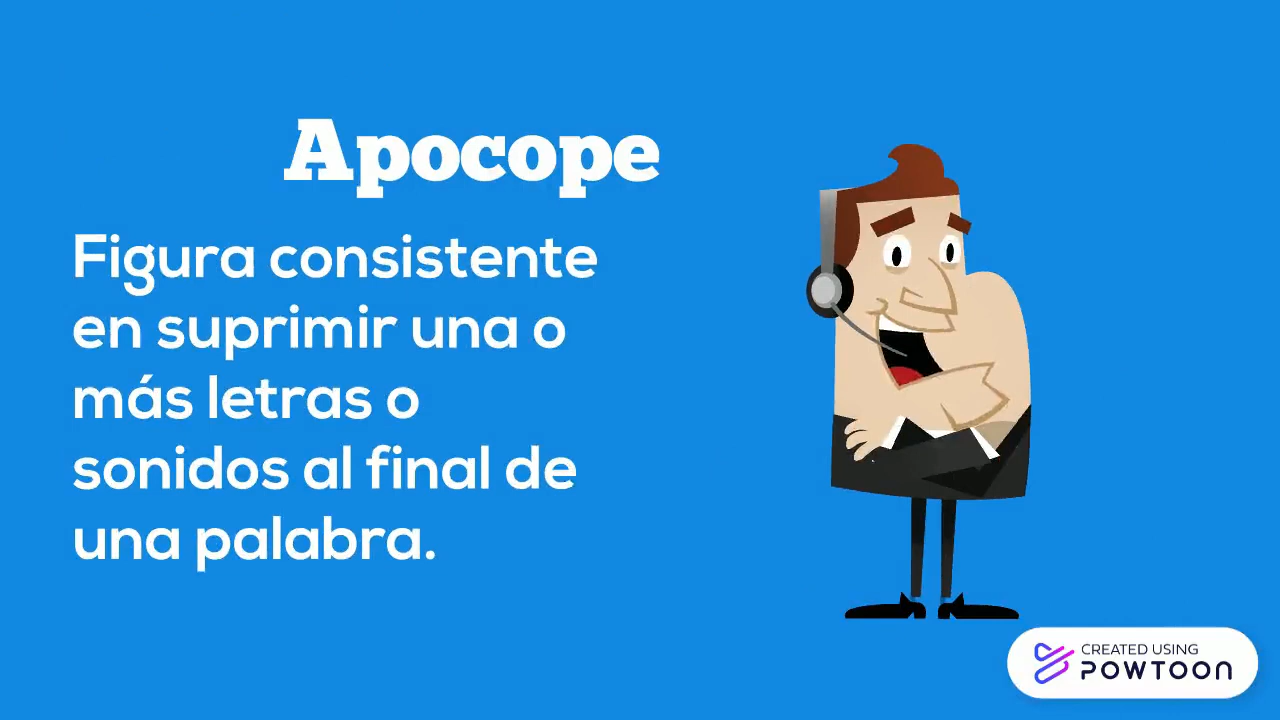 Apocope
Figura consistente
en suprimir una o
más letras o
sonidos al final de
una palabra.
CREATED USING
POWTOON